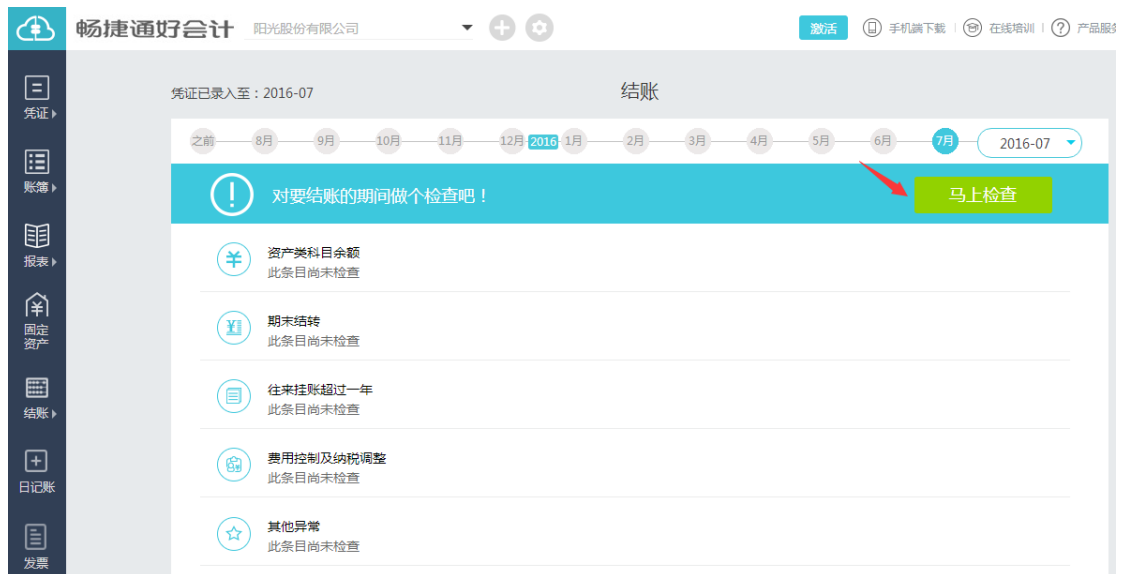 畅捷通好会计 阳光股份有限公司 激活 手机端下载 在线培训 产品服务
凭证
账簿
报表
固定
资产
结账
日记账
发票
凭证已录入至：2016-07 结账
之前 8月 9月 10月 11月 12月 2016 1月 2月 3月 4月 5月 6月 7月 2016-07
对要结账的期间做个检查吧！ 马上检查
资产类科目余额
此条目尚未检查
期末结转
此条目尚未检查
往来挂账超过一年
此条目尚未检查
费用控制及纳税调整
此条目尚未检查
其他异常
此条目尚未检查